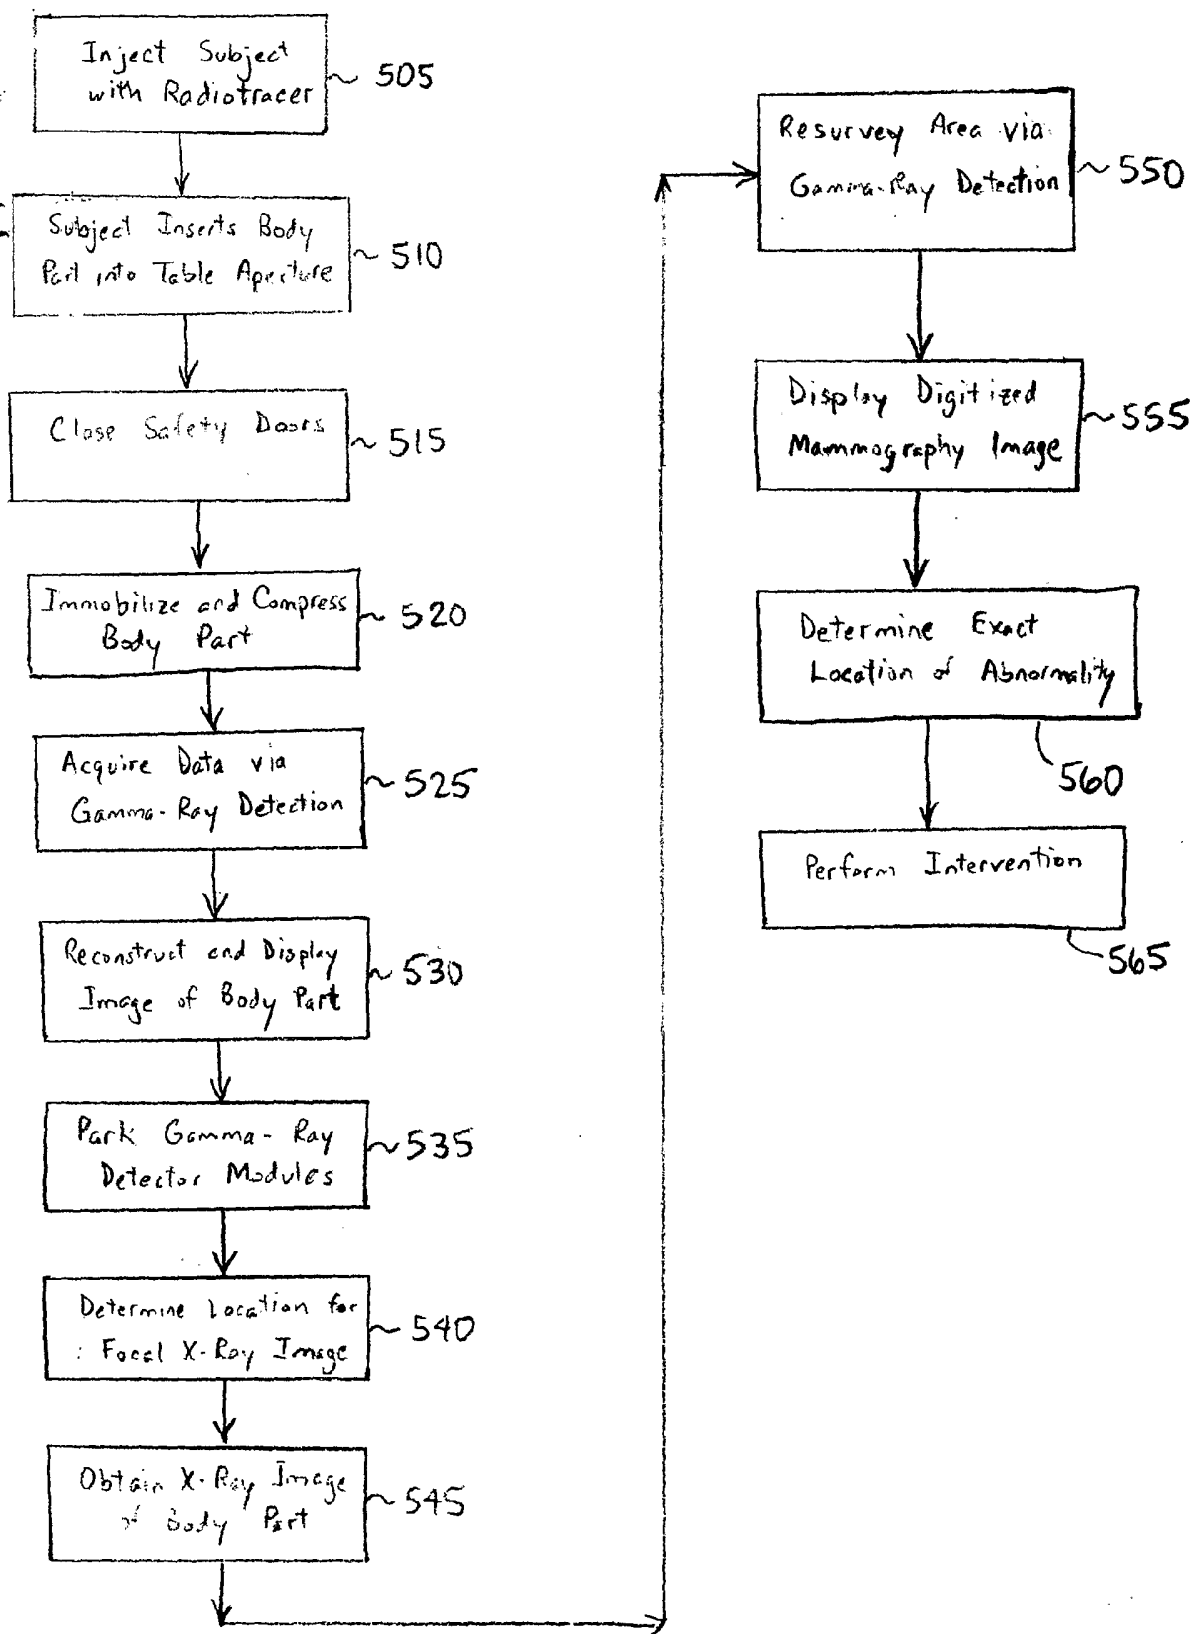 Inject Subject
with Radiotracer
505
Subject Inserts Body
Part into Table Aperture
510
Close Safety Doors
515
Immobilize and Compress
Body Part
520
Acquire Data via
Gamma-Ray Detection
525
Reconstruct and Display
Image of Body Part
530
Park Gamma-Ray
Detector Modules
535
Determine Location for
Focal X-Ray Image
540
Obtain X-Ray Image
of Body Part
545
Resurvey Area via
Gamma-Ray Detection
550
Display Digitized
Mammography Image
555
Determine Exact
Location of Abnormality
560
Perform Intervention
565